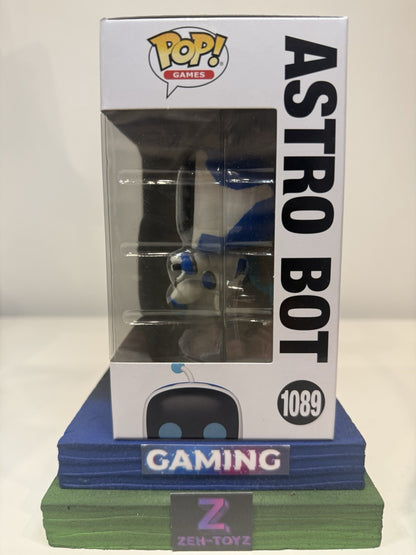 POP!
GAMES
ASTRO BOT
1089
GAMING
Z
ZEH-TOYZ